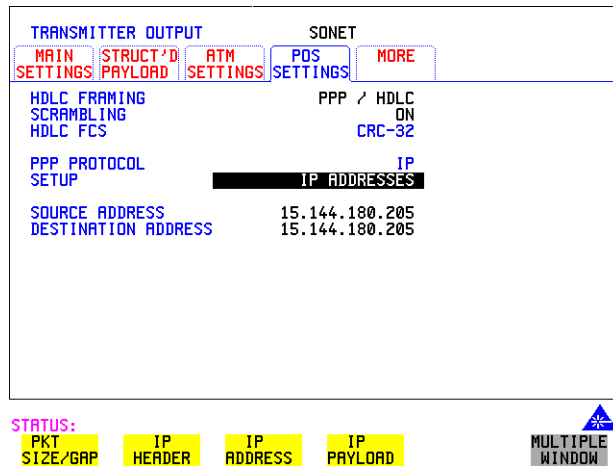 TRANSMITTER OUTPUT SONET
MAIN SETTINGS STRUCT'D PAYLOAD ATM SETTINGS POS SETTINGS MORE
HDLC FRAMING PPP / HDLC
SCRAMBLING ON
HDLC FCS CRC-32
PPP PROTOCOL IP
SETUP IP ADDRESSES
SOURCE ADDRESS 15.144.180.205
DESTINATION ADDRESS 15.144.180.205
STATUS:
PKT SIZE/GAP IP HEADER IP ADDRESS IP PAYLOAD MULTIPLE WINDOW